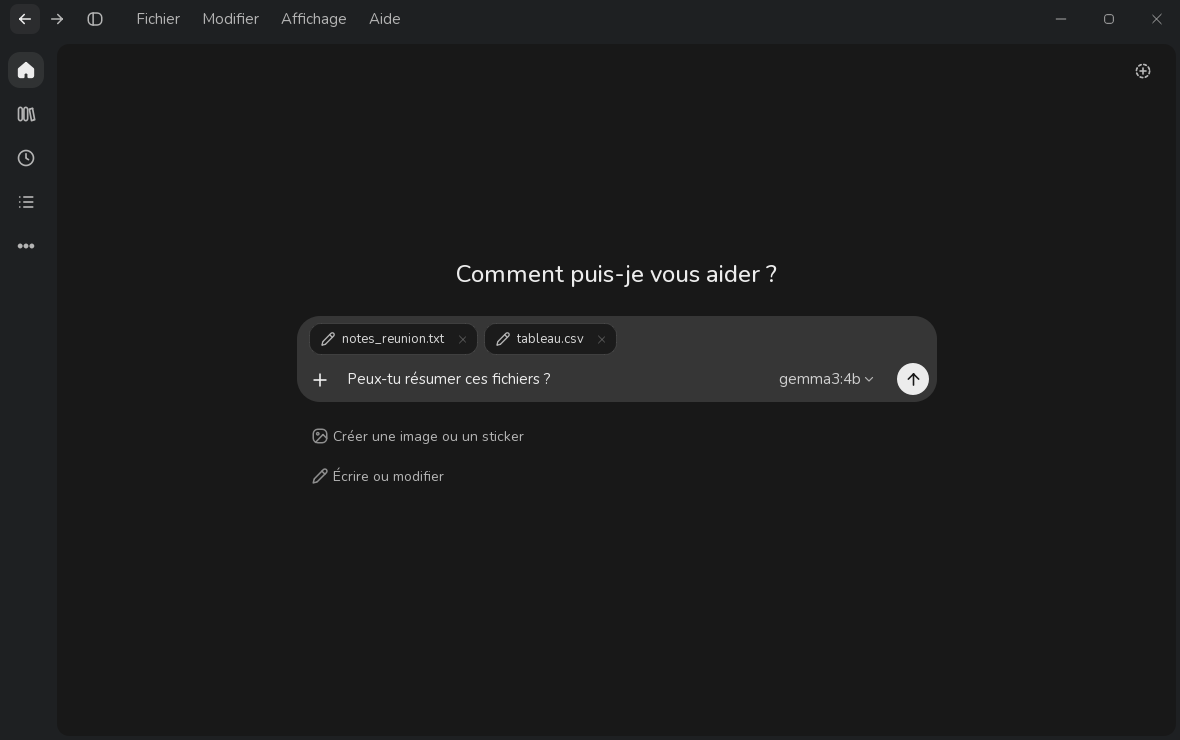 Fichier Modifier Affichage Aide
Comment puis-je vous aider ?
notes_reunion.txt tableau.csv
Peux-tu résumer ces fichiers ? gemma3:4b
Créer une image ou un sticker
Écrire ou modifier